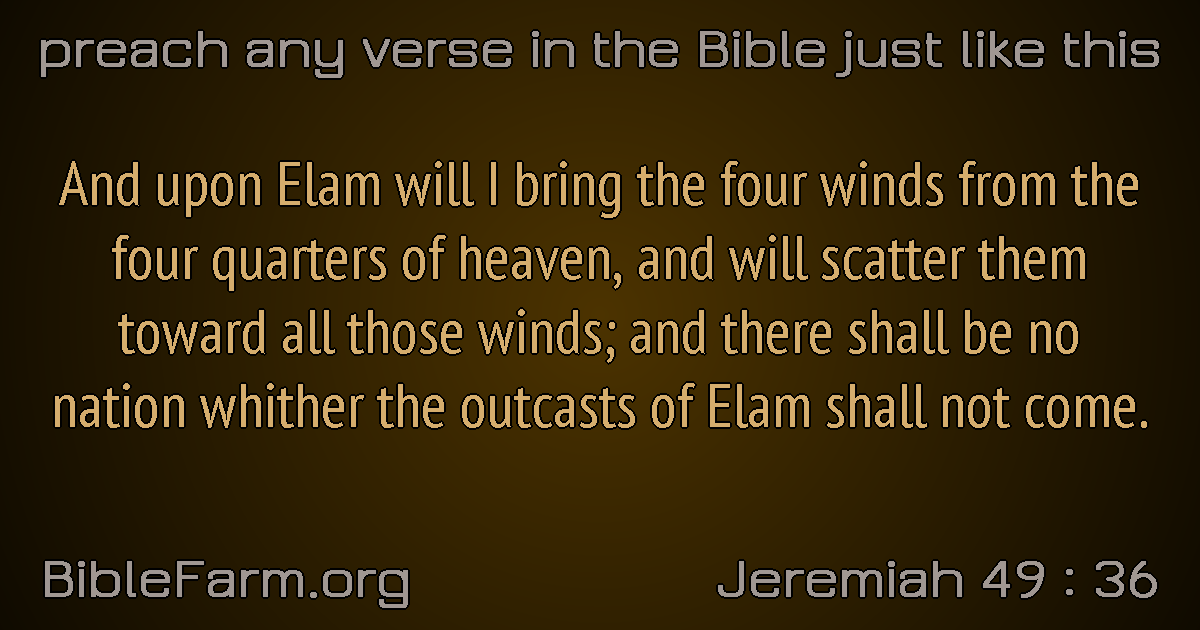 preach any verse in the Bible just like this
And upon Elam will I bring the four winds from the
four quarters of heaven, and will scatter them
toward all those winds; and there shall be no
nation whither the outcasts of Elam shall not come.
BibleFarm.org
Jeremiah 49 : 36